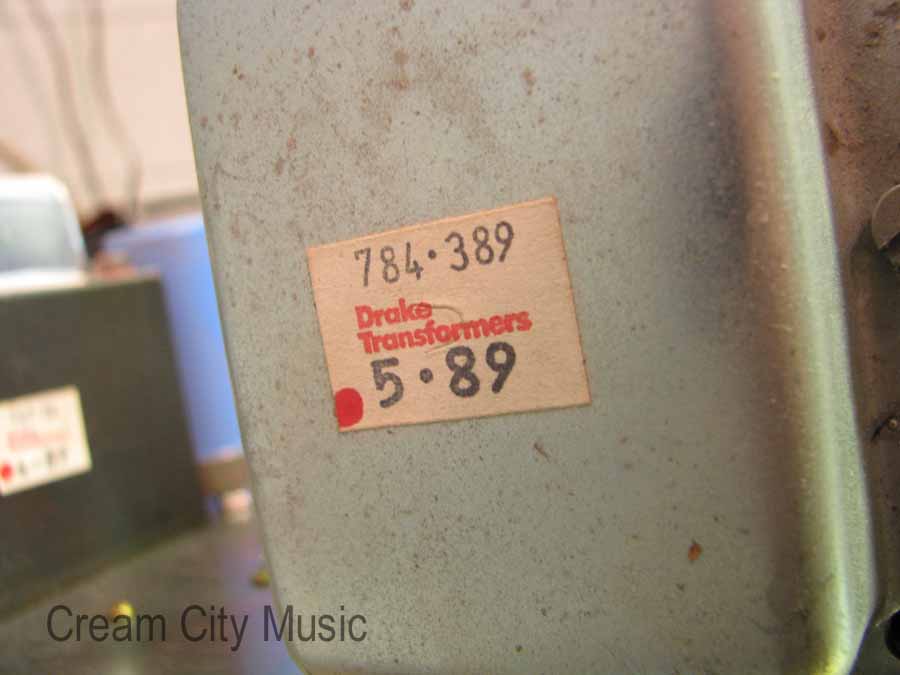 784·389
Drake
Transformers
5·89
Cream City Music